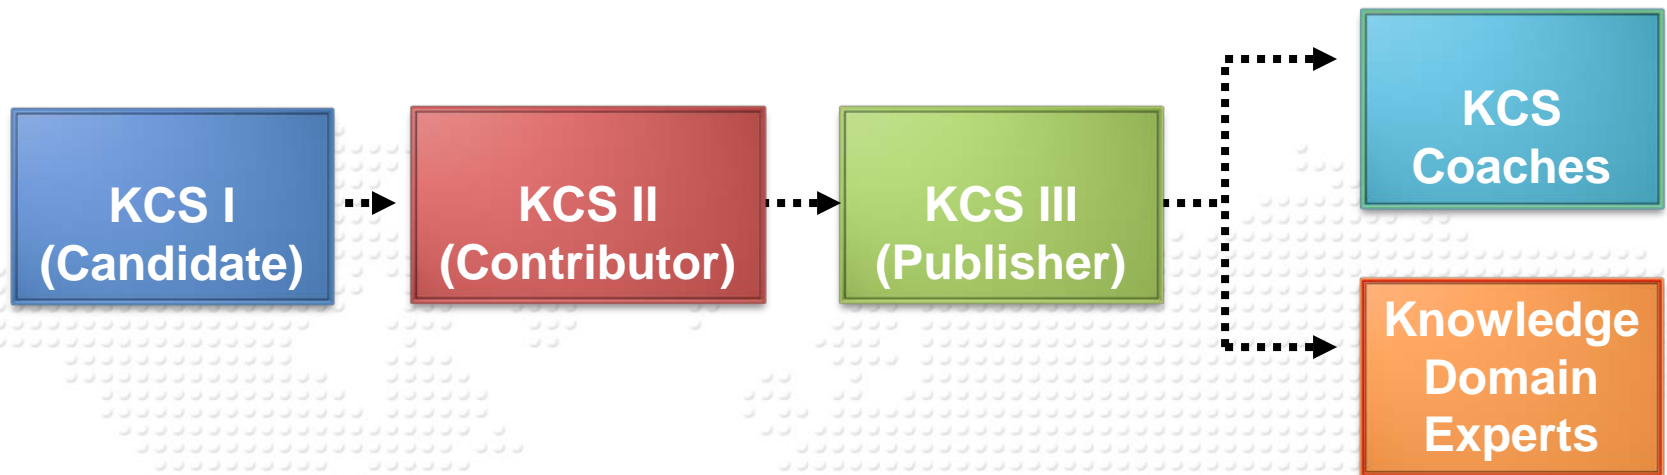 KCS I
(Candidate)
KCS II
(Contributor)
KCS III
(Publisher)
KCS
Coaches
Knowledge
Domain
Experts